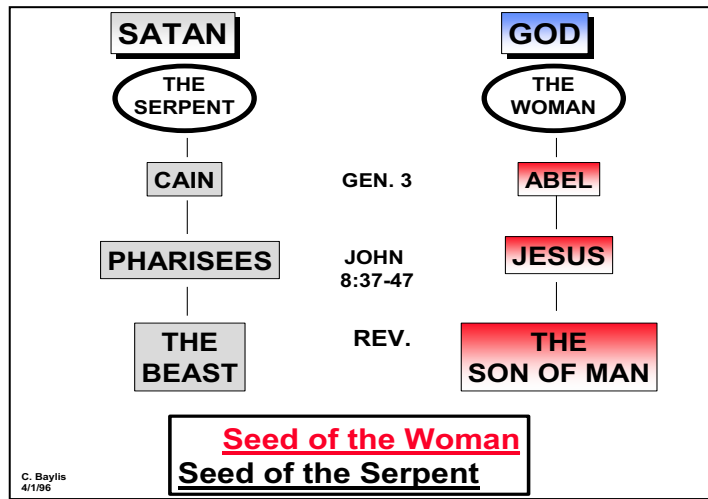 SATAN GOD
THE THE
SERPENT WOMAN
CAIN GEN. 3 ABEL
PHARISEES JOHN JESUS
8:37-47
THE REV. THE
BEAST SON OF MAN
Seed of the Woman
Seed of the Serpent
C. Baylis
4/1/96